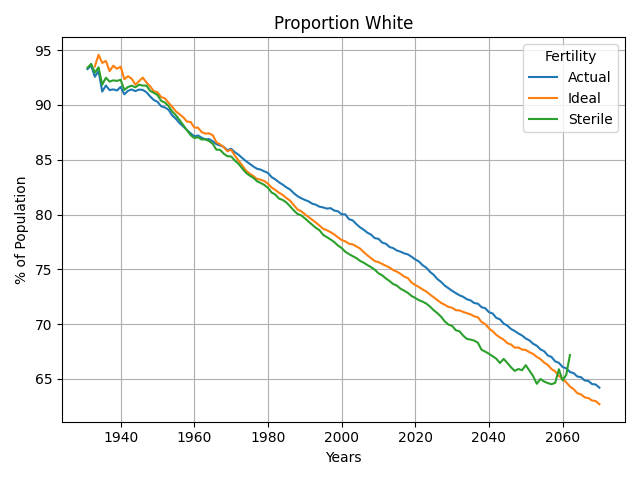 Proportion White
Fertility
Actual
Ideal
Sterile
% of Population
95
90
85
80
75
70
65
1940 1960 1980 2000 2020 2040 2060
Years